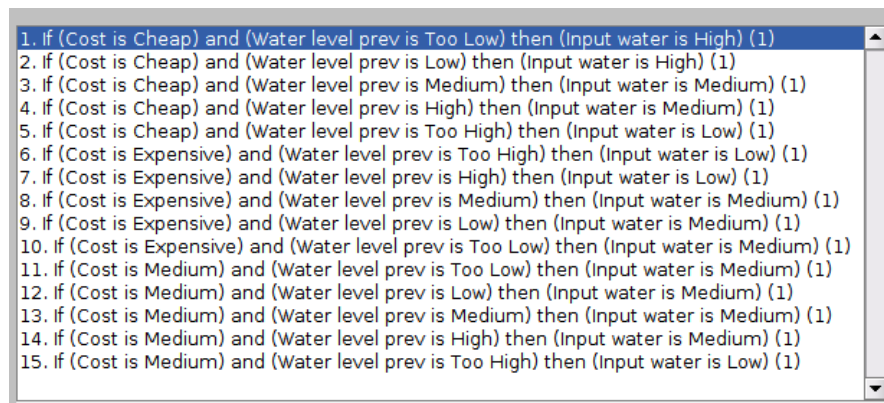 1. If (Cost is Cheap) and (Water level prev is Too Low) then (Input water is High) (1)
2. If (Cost is Cheap) and (Water level prev is Low) then (Input water is High) (1)
3. If (Cost is Cheap) and (Water level prev is Medium) then (Input water is Medium) (1)
4. If (Cost is Cheap) and (Water level prev is High) then (Input water is Medium) (1)
5. If (Cost is Cheap) and (Water level prev is Too High) then (Input water is Low) (1)
6. If (Cost is Expensive) and (Water level prev is Too High) then (Input water is Low) (1)
7. If (Cost is Expensive) and (Water level prev is High) then (Input water is Low) (1)
8. If (Cost is Expensive) and (Water level prev is Medium) then (Input water is Medium) (1)
9. If (Cost is Expensive) and (Water level prev is Low) then (Input water is Medium) (1)
10. If (Cost is Expensive) and (Water level prev is Too Low) then (Input water is Medium) (1)
11. If (Cost is Medium) and (Water level prev is Too Low) then (Input water is Medium) (1)
12. If (Cost is Medium) and (Water level prev is Low) then (Input water is Medium) (1)
13. If (Cost is Medium) and (Water level prev is Medium) then (Input water is Medium) (1)
14. If (Cost is Medium) and (Water level prev is High) then (Input water is Medium) (1)
15. If (Cost is Medium) and (Water level prev is Too High) then (Input water is Low) (1)